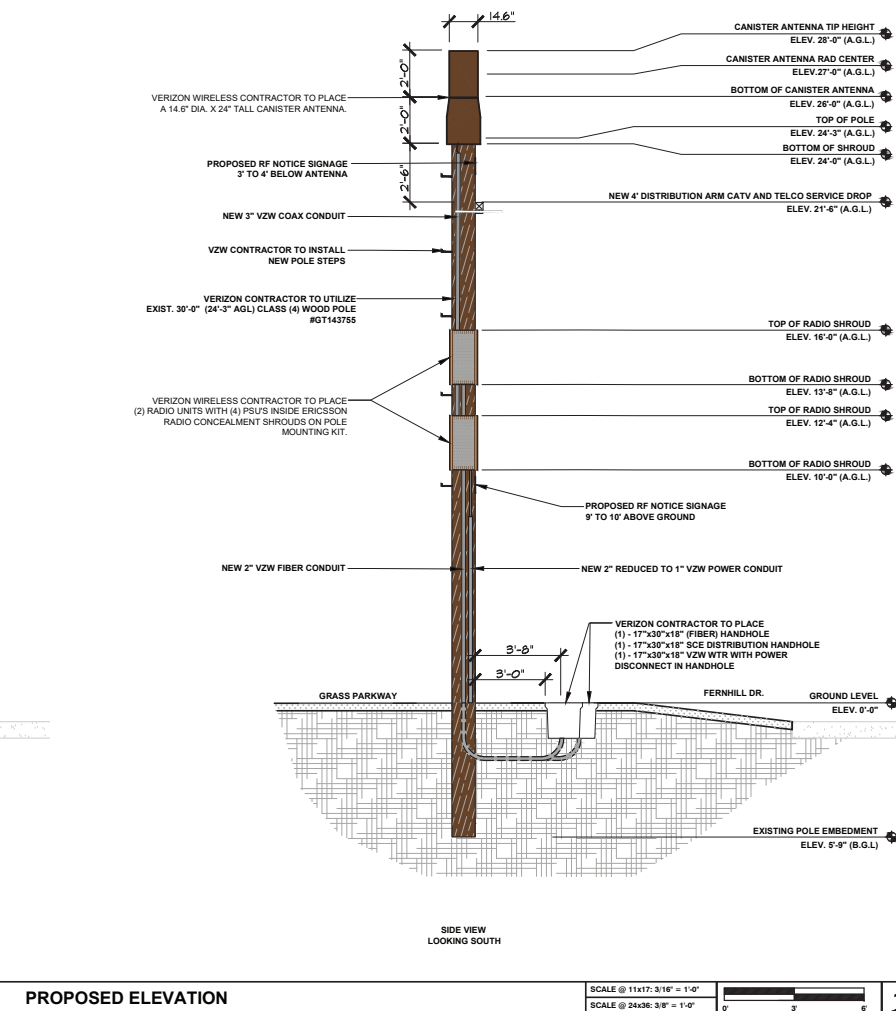 14.6"
CANISTER ANTENNA TIP HEIGHT
ELEV. 28'-0" (A.G.L.)
CANISTER ANTENNA RAD CENTER
ELEV.27'-0" (A.G.L.)
2'-0"
VERIZON WIRELESS CONTRACTOR TO PLACE
A 14.6" DIA. X 24" TALL CANISTER ANTENNA.
BOTTOM OF CANISTER ANTENNA
ELEV. 26'-0" (A.G.L.)
2'-0"
TOP OF POLE
ELEV. 24'-3" (A.G.L.)
BOTTOM OF SHROUD
ELEV. 24'-0" (A.G.L.)
PROPOSED RF NOTICE SIGNAGE
3' TO 4' BELOW ANTENNA
2'-6"
NEW 4' DISTRIBUTION ARM CATV AND TELCO SERVICE DROP
ELEV. 21'-6" (A.G.L.)
NEW 3" VZW COAX CONDUIT
VZW CONTRACTOR TO INSTALL
NEW POLE STEPS
VERIZON CONTRACTOR TO UTILIZE
EXIST. 30'-0" (24'-3" AGL) CLASS (4) WOOD POLE
#GT143755
TOP OF RADIO SHROUD
ELEV. 16'-0" (A.G.L.)
BOTTOM OF RADIO SHROUD
ELEV. 13'-8" (A.G.L.)
VERIZON WIRELESS CONTRACTOR TO PLACE
(2) RADIO UNITS WITH (4) PSU'S INSIDE ERICSSON
RADIO CONCEALMENT SHROUDS ON POLE
MOUNTING KIT.
TOP OF RADIO SHROUD
ELEV. 12'-4" (A.G.L.)
BOTTOM OF RADIO SHROUD
ELEV. 10'-0" (A.G.L.)
PROPOSED RF NOTICE SIGNAGE
9' TO 10' ABOVE GROUND
NEW 2" VZW FIBER CONDUIT
NEW 2" REDUCED TO 1" VZW POWER CONDUIT
VERIZON CONTRACTOR TO PLACE
(1) - 17"x30"x18" (FIBER) HANDHOLE
(1) - 17"x30"x18" SCE DISTRIBUTION HANDHOLE
(1) - 17"x30"x18" VZW WTR WITH POWER
DISCONNECT IN HANDHOLE
3'-8"
3'-0"
GRASS PARKWAY
FERNHILL DR.
GROUND LEVEL
ELEV. 0'-0"
EXISTING POLE EMBEDMENT
ELEV. 5'-9" (B.G.L)
SIDE VIEW
LOOKING SOUTH
PROPOSED ELEVATION
SCALE @ 11x17: 3/16" = 1'-0"
SCALE @ 24x36: 3/8" = 1'-0"
0' 3' 6'